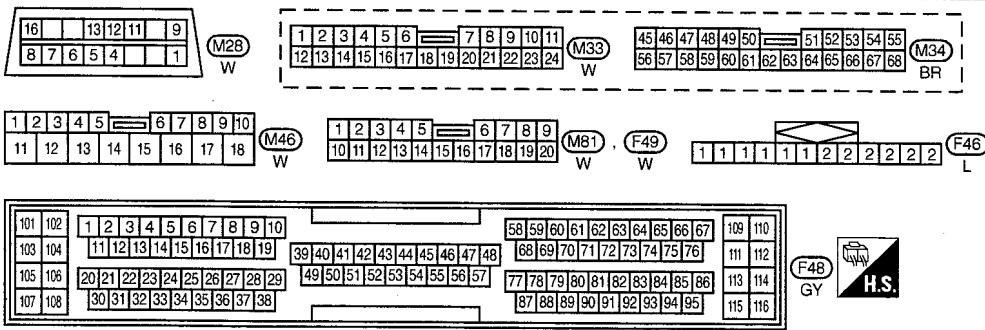 16 13 12 11 9
8 7 6 5 4 1
M28
W
1 2 3 4 5 6 7 8 9 10 11
12 13 14 15 16 17 18 19 20 21 22 23 24
M33
W
45 46 47 48 49 50 51 52 53 54 55
56 57 58 59 60 61 62 63 64 65 66 67 68
M34
BR
1 2 3 4 5 6 7 8 9 10
11 12 13 14 15 16 17 18
M46
W
1 2 3 4 5 6 7 8 9
10 11 12 13 14 15 16 17 18 19 20
M81 , F49
W W
1 1 1 1 1 1 2 2 2 2 2 2
F46
L
101 102
103 104
105 106
107 108
1 2 3 4 5 6 7 8 9 10
11 12 13 14 15 16 17 18 19
20 21 22 23 24 25 26 27 28 29
30 31 32 33 34 35 36 37 38
39 40 41 42 43 44 45 46 47 48
49 50 51 52 53 54 55 56 57
58 59 60 61 62 63 64 65 66 67
68 69 70 71 72 73 74 75 76
77 78 79 80 81 82 83 84 85 86
87 88 89 90 91 92 93 94 95
109 110
111 112
113 114
115 116
F48
GY
H.S.